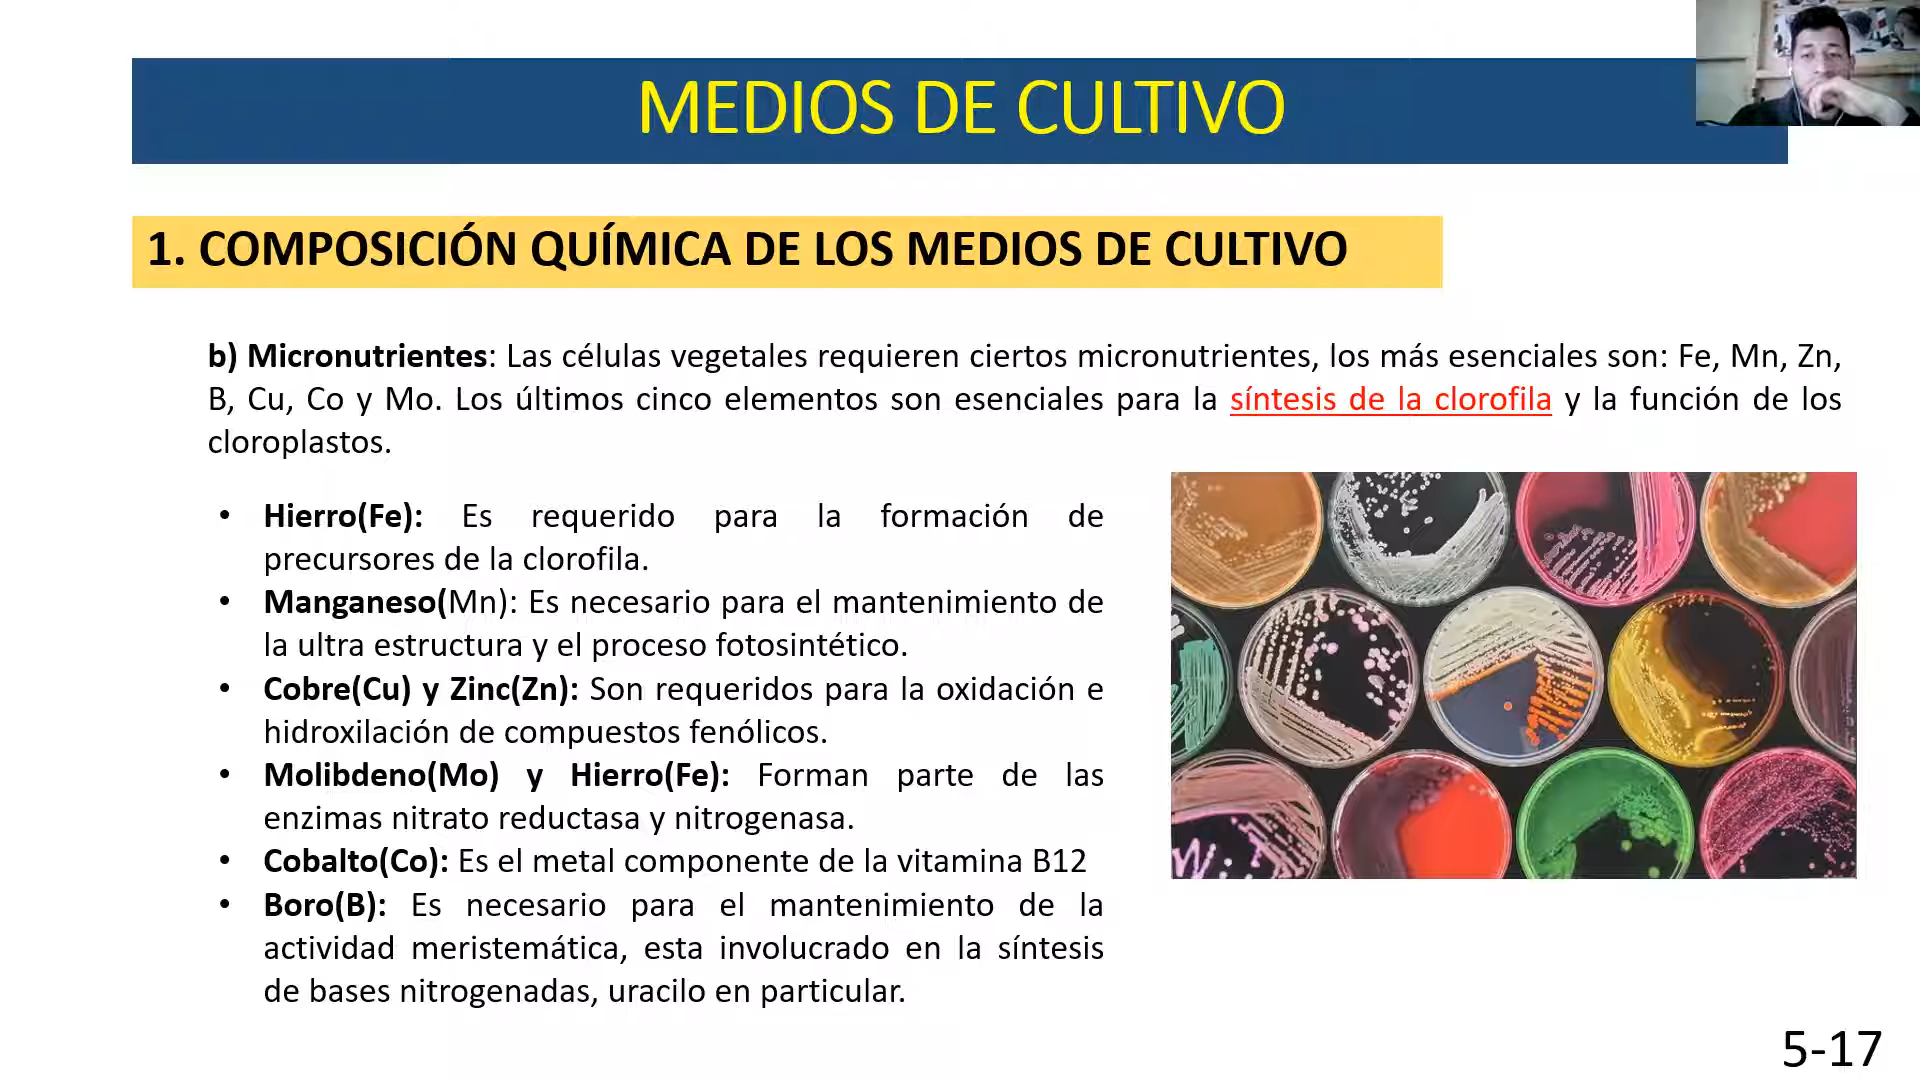 MEDIOS DE CULTIVO
1. COMPOSICIÓN QUÍMICA DE LOS MEDIOS DE CULTIVO
b) Micronutrientes: Las células vegetales requieren ciertos micronutrientes, los más esenciales son: Fe, Mn, Zn,
B, Cu, Co y Mo. Los últimos cinco elementos son esenciales para la síntesis de la clorofila y la función de los
cloroplastos.
• Hierro(Fe): Es requerido para la formación de
precursores de la clorofila.
• Manganeso(Mn): Es necesario para el mantenimiento de
la ultra estructura y el proceso fotosintético.
• Cobre(Cu) y Zinc(Zn): Son requeridos para la oxidación e
hidroxilación de compuestos fenólicos.
• Molibdeno(Mo) y Hierro(Fe): Forman parte de las
enzimas nitrato reductasa y nitrogenasa.
• Cobalto(Co): Es el metal componente de la vitamina B12
• Boro(B): Es necesario para el mantenimiento de la
actividad meristemática, esta involucrado en la síntesis
de bases nitrogenadas, uracilo en particular.
5-17